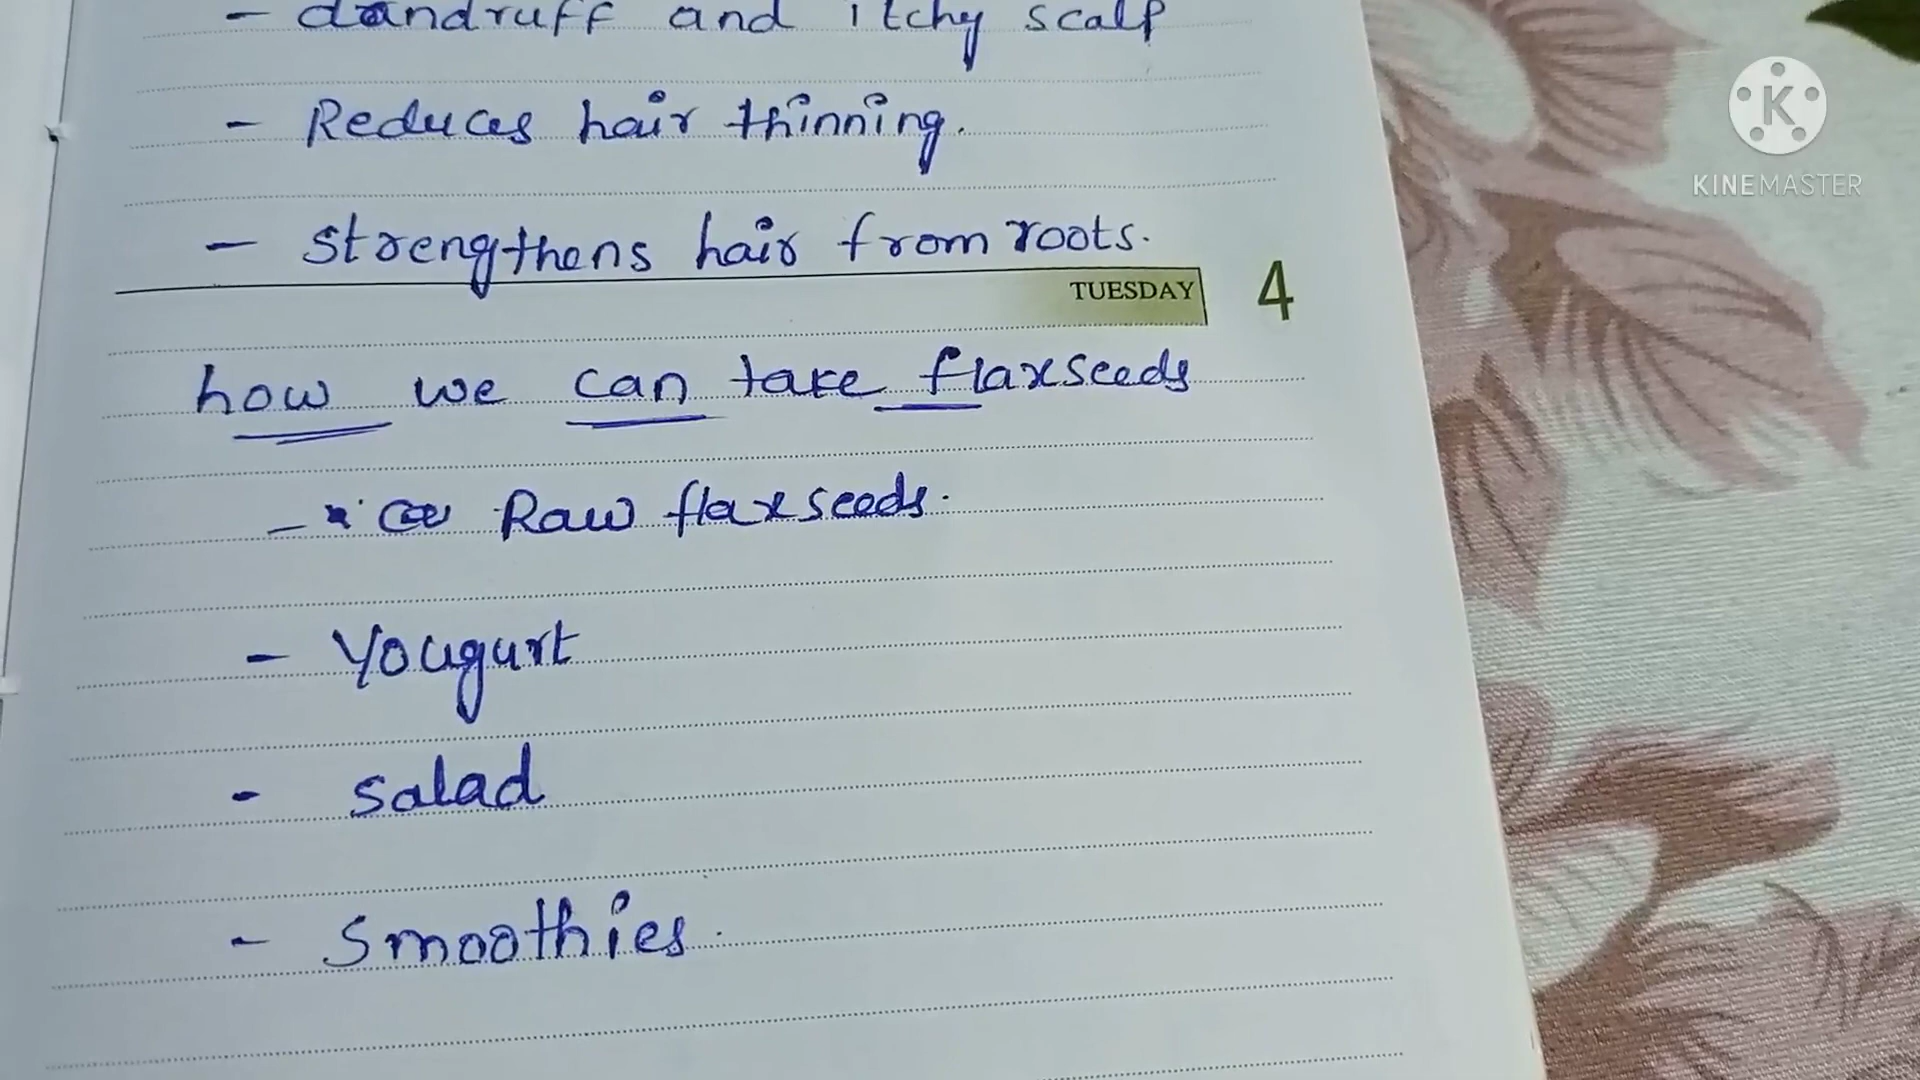 - dandruff and itchy scalp
- Reduces hair thinning.
- Strengthens hair from roots.
TUESDAY 4
how we can take flaxseeds
- Raw flaxseeds.
- Yougurt
- Salad
- Smoothies.
K
KINEMASTER